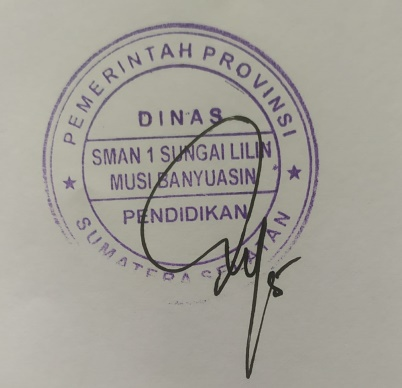 PEMERINTAH PROVINSI
DINAS
SMAN 1 SUNGAI LILIN
MUSI BANYUASIN
PENDIDIKAN
SUMATERA SELATAN